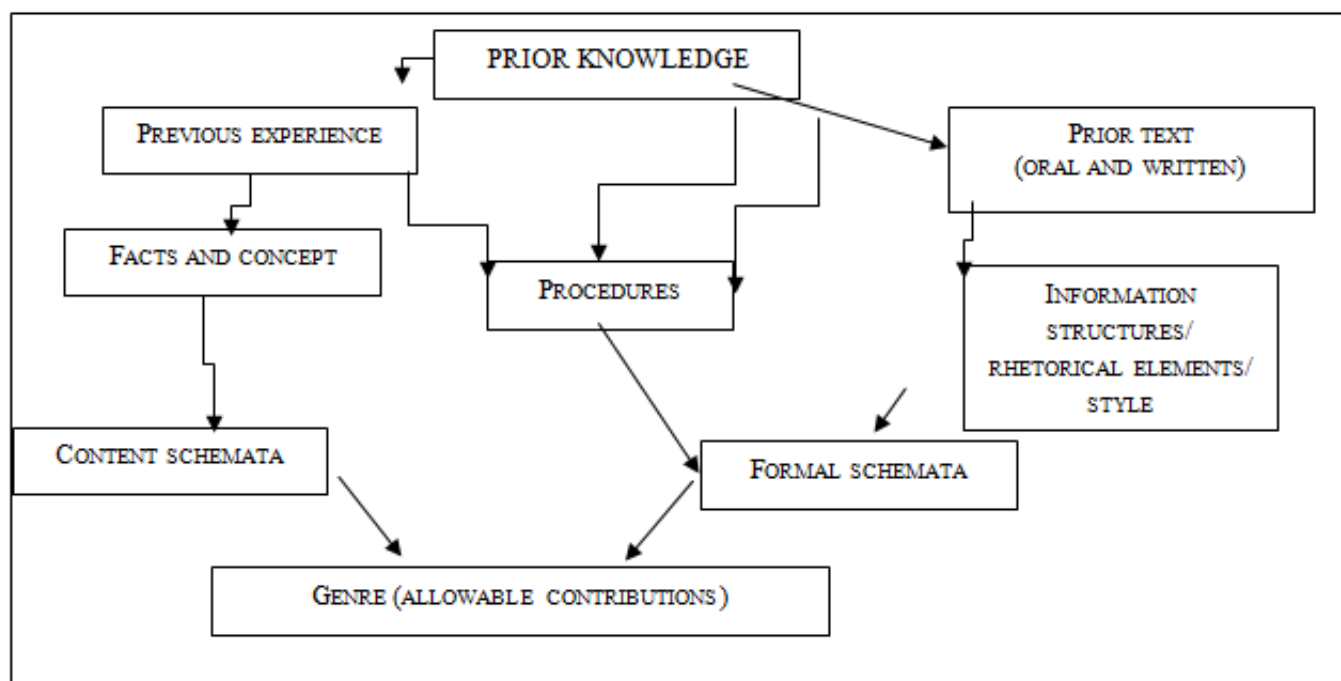 PRIOR KNOWLEDGE
PREVIOUS EXPERIENCE
PRIOR TEXT
(ORAL AND WRITTEN)
FACTS AND CONCEPT
PROCEDURES
INFORMATION
STRUCTURES/
RHETORICAL ELEMENTS/
STYLE
CONTENT SCHEMATA
FORMAL SCHEMATA
GENRE (ALLOWABLE CONTRIBUTIONS)